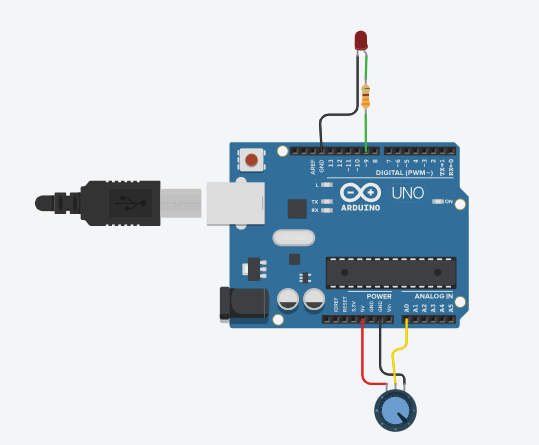 AREF
GND
13
12
~11
~10
~9
8
7
~6
~5
4
~3
2
TX→1
RX←0
DIGITAL (PWM~)
L
TX
RX
ARDUINO
UNO
ON
POWER
ANALOG IN
IOREF
RESET
3.3V
5V
GND
GND
Vin
A0
A1
A2
A3
A4
A5